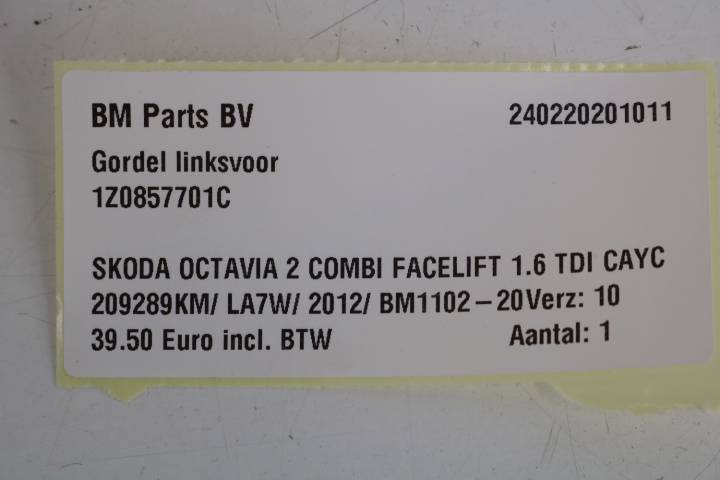 BM Parts BV 240220201011
Gordel linksvoor
1Z0857701C
SKODA OCTAVIA 2 COMBI FACELIFT 1.6 TDI CAYC
209289KM/ LA7W/ 2012/ BM1102-20Verz: 10
39.50 Euro incl. BTW Aantal: 1